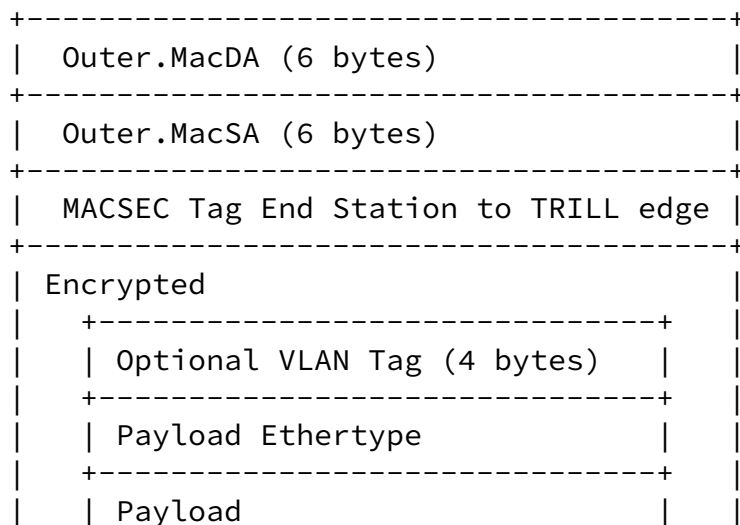 +---------------------------------------+
|  Outer.MacDA (6 bytes)                |
+---------------------------------------+
|  Outer.MacSA (6 bytes)                |
+---------------------------------------+
|  MACSEC Tag End Station to TRILL edge |
+---------------------------------------+
| Encrypted                             |
|   +-------------------------------+   |
|   | Optional VLAN Tag (4 bytes)   |   |
|   +-------------------------------+   |
|   | Payload Ethertype             |   |
|   +-------------------------------+   |
|   | Payload                       |   |